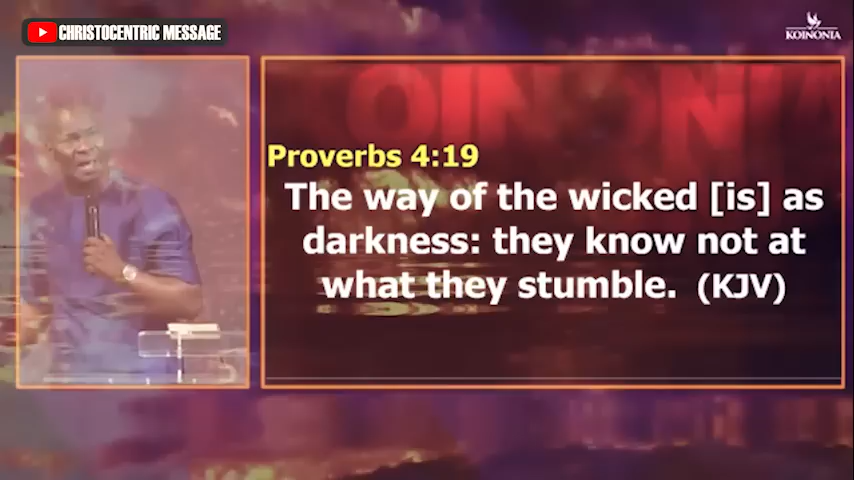 CHRISTOCENTRIC MESSAGE
KOINONIA
OINONIA
Proverbs 4:19
The way of the wicked [is] as
darkness: they know not at
what they stumble. (KJV)